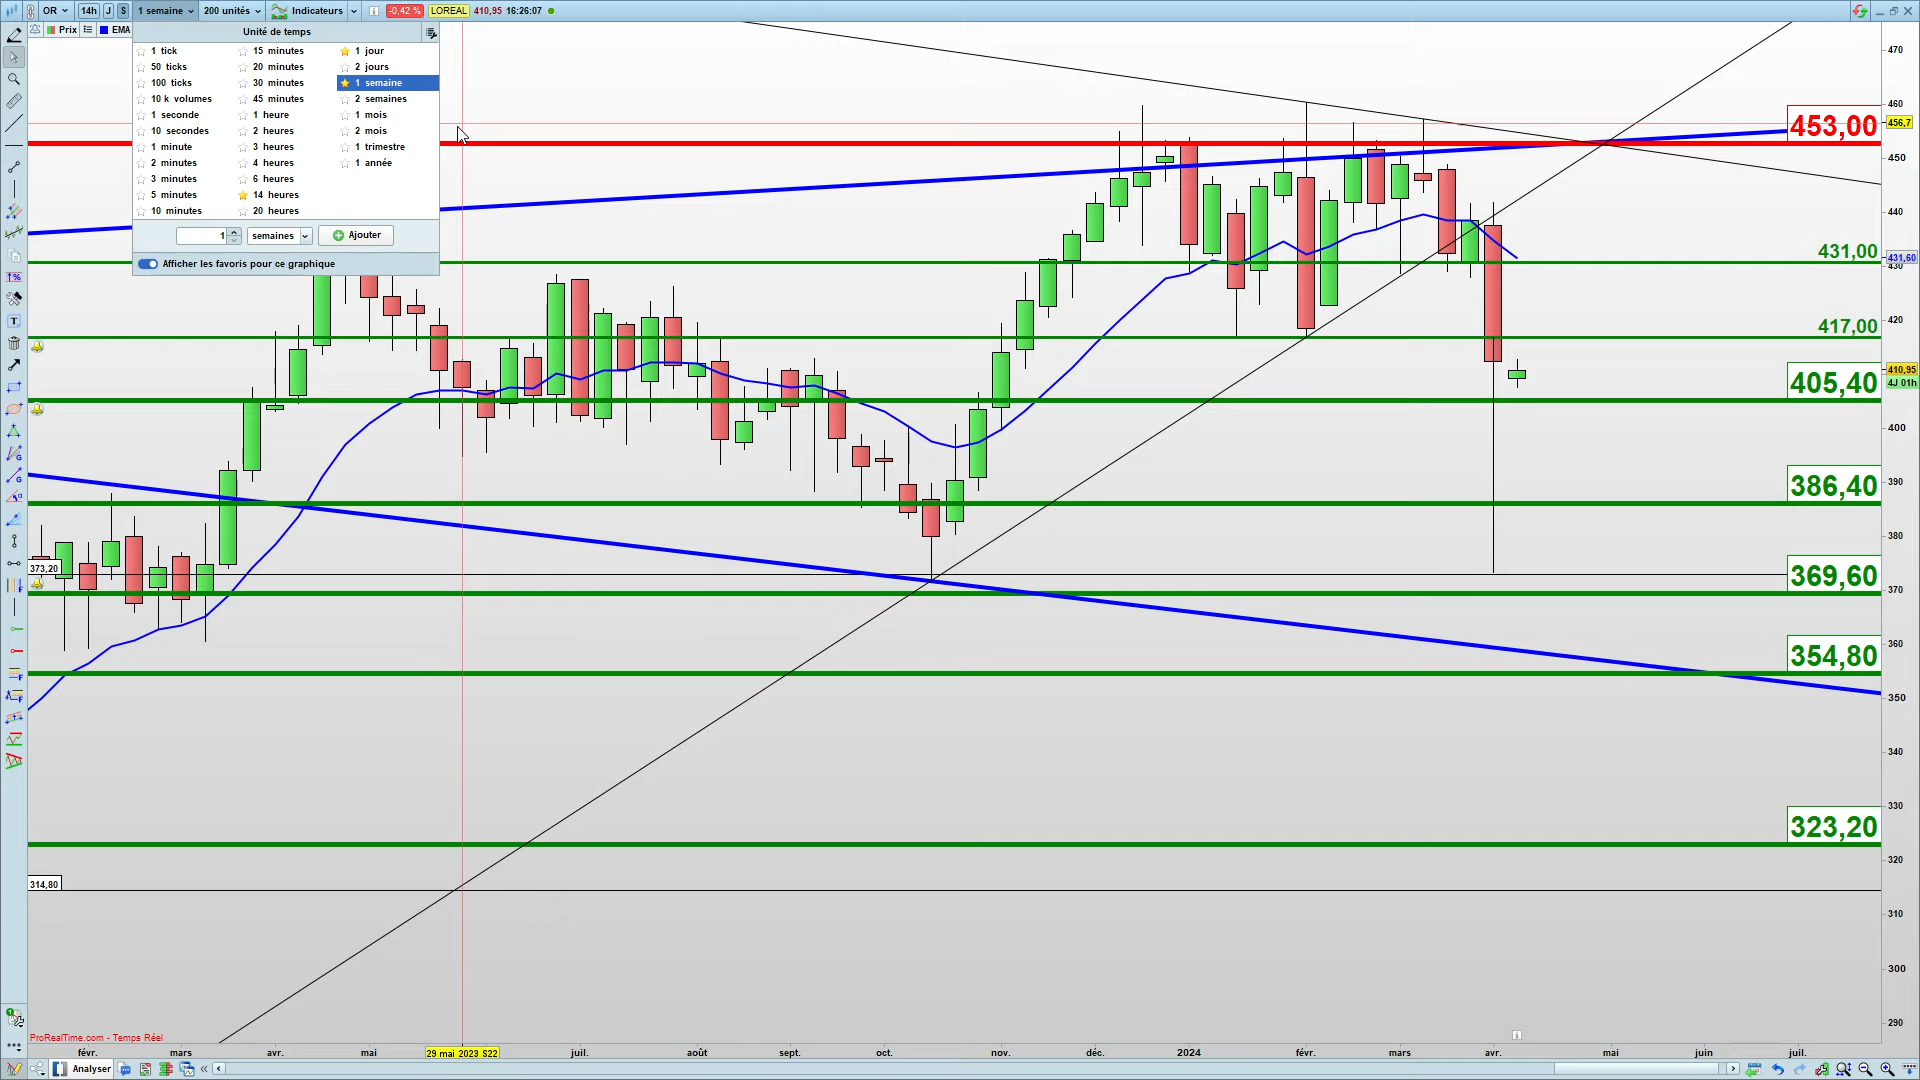 OR
14h
J
S
1 semaine
200 unités
Indicateurs
-0,42 %
LOREAL
410,95
16:26:07
Prix
EMA
Unité de temps
1 tick
15 minutes
1 jour
50 ticks
20 minutes
2 jours
100 ticks
30 minutes
1 semaine
10 k volumes
45 minutes
2 semaines
1 seconde
1 heure
1 mois
10 secondes
2 heures
2 mois
1 minute
3 heures
1 trimestre
2 minutes
4 heures
1 année
3 minutes
6 heures
5 minutes
14 heures
10 minutes
20 heures
1
semaines
Ajouter
Afficher les favoris pour ce graphique
470
460
453,00
456,7
450
440
431,00
431,60
430
420
417,00
410,95
4J 01h
405,40
400
390
386,40
380
373,20
369,60
370
360
354,80
350
340
330
323,20
320
314,80
310
300
290
ProRealTime.com - Temps Réel
févr.
mars
avr.
mai
29 mai 2023 S22
juil.
août
sept.
oct.
nov.
déc.
2024
févr.
mars
avr.
mai
juin
juil.
Analyser